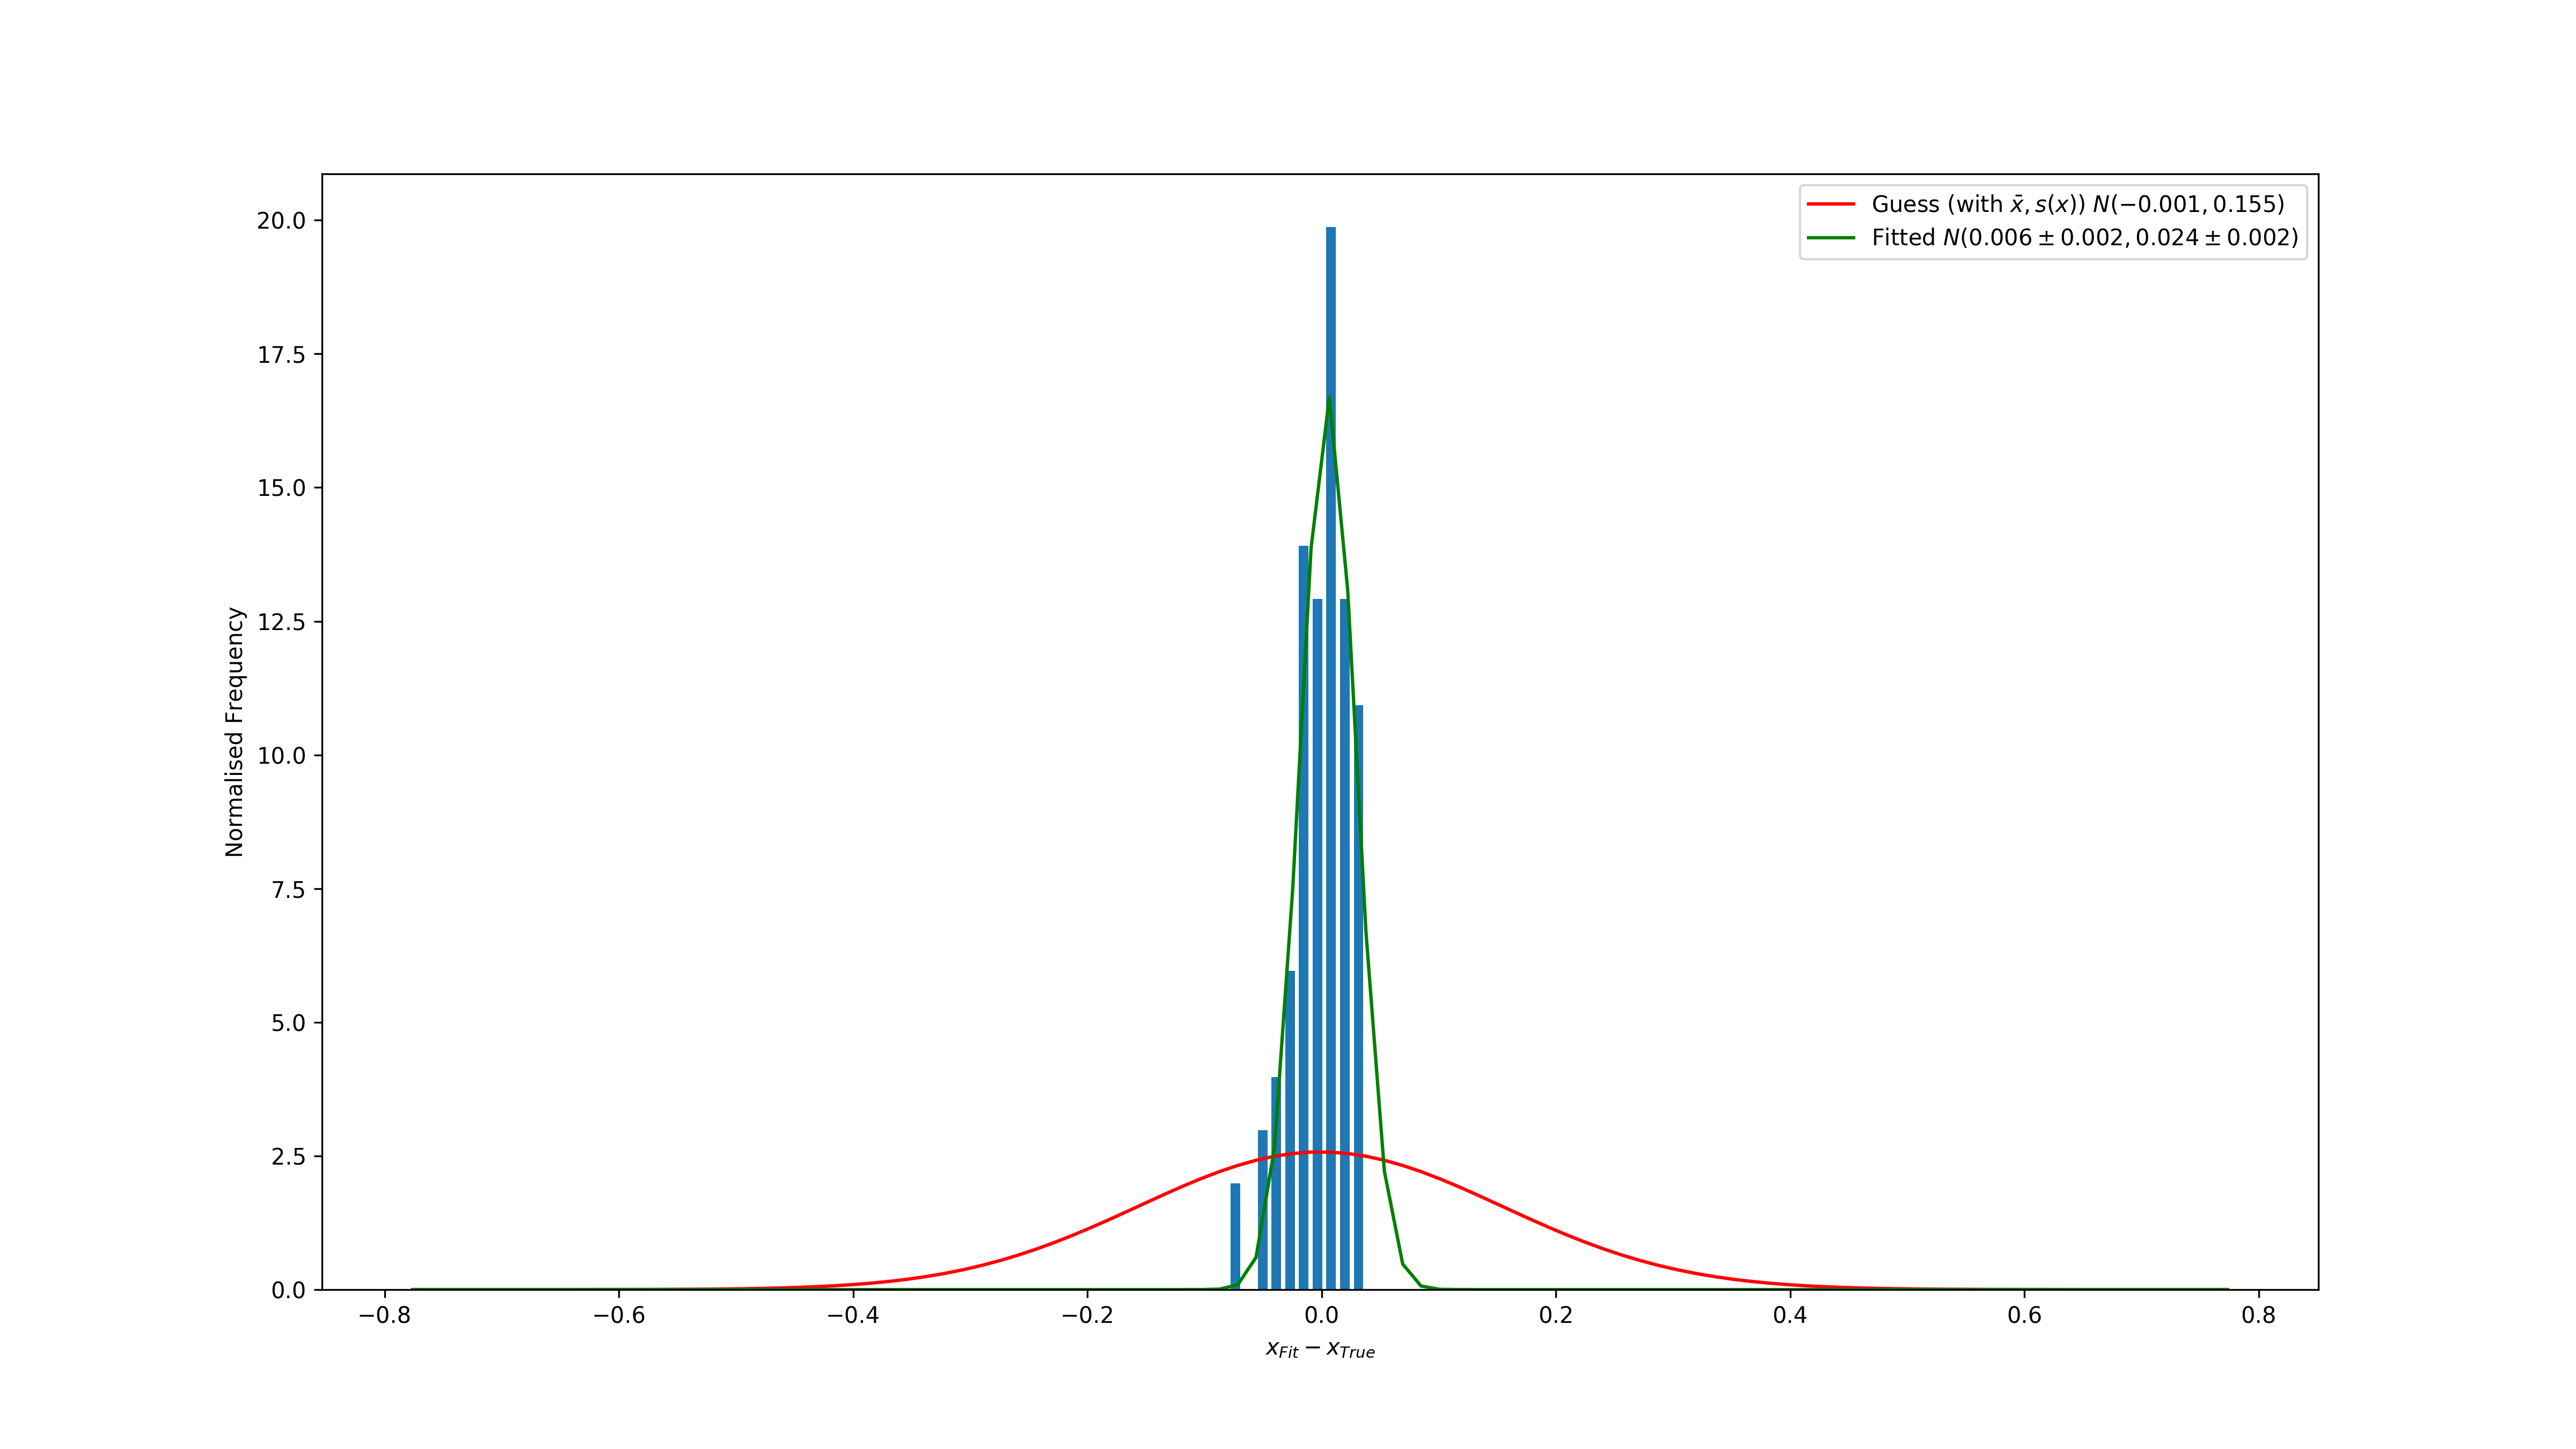 Guess (with x̄, s(x)) N(−0.001, 0.155)
Fitted N(0.006 ± 0.002, 0.024 ± 0.002)
Normalised Frequency
20.0
17.5
15.0
12.5
10.0
7.5
5.0
2.5
0.0
−0.8 −0.6 −0.4 −0.2 0.0 0.2 0.4 0.6 0.8
x_Fit − x_True